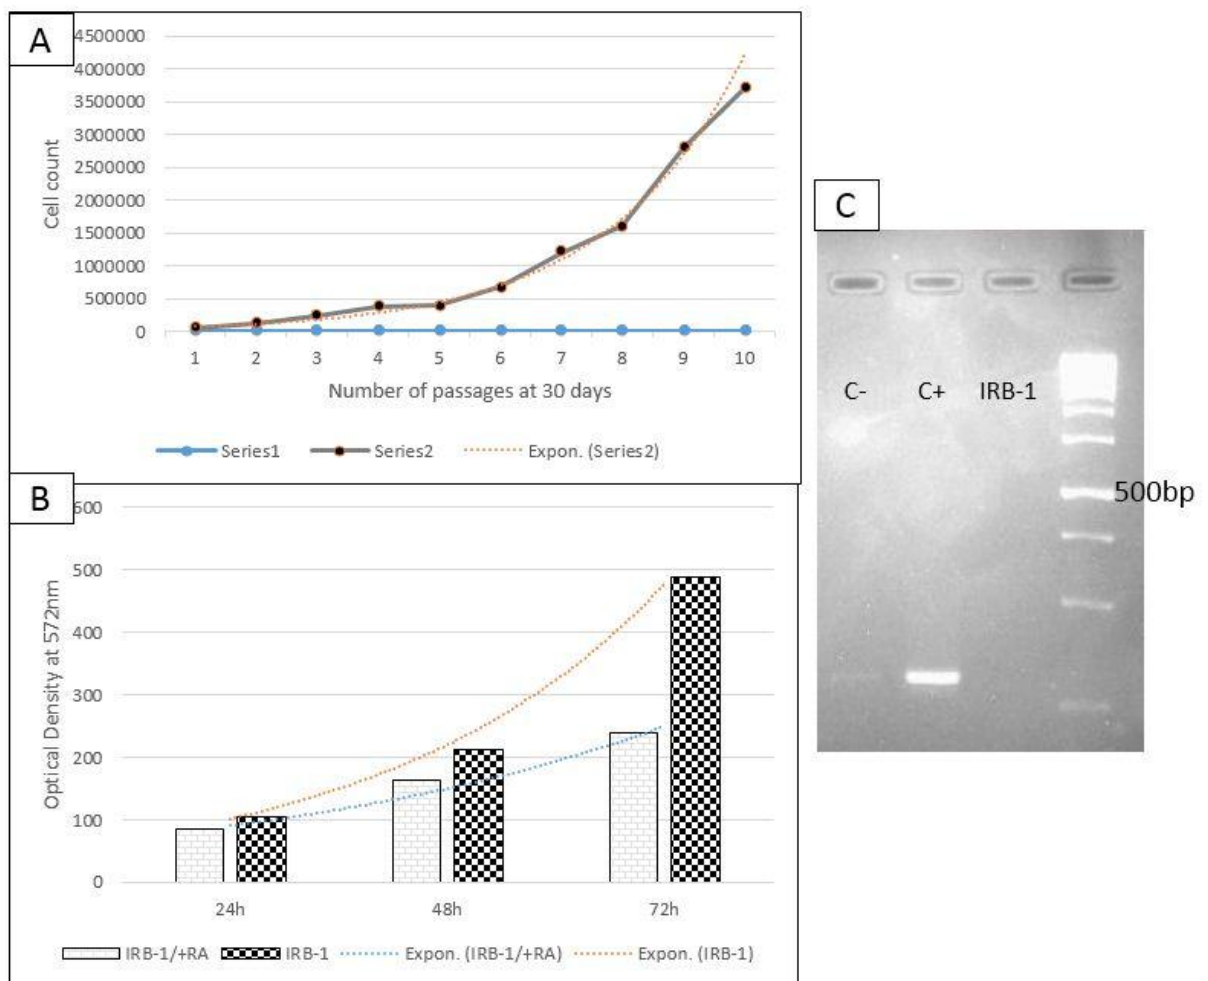 A
4500000
4000000
3500000
3000000
2500000
2000000
1500000
1000000
500000
0
Cell count
1 2 3 4 5 6 7 8 9 10
Number of passages at 30 days
Series1 Series2 Expon. (Series2)
B
600
500
400
300
200
100
0
Optical Density at 572nm
24h 48h 72h
IRB-1/+RA IRB-1 Expon. (IRB-1/+RA) Expon. (IRB-1)
C
C- C+ IRB-1
500bp